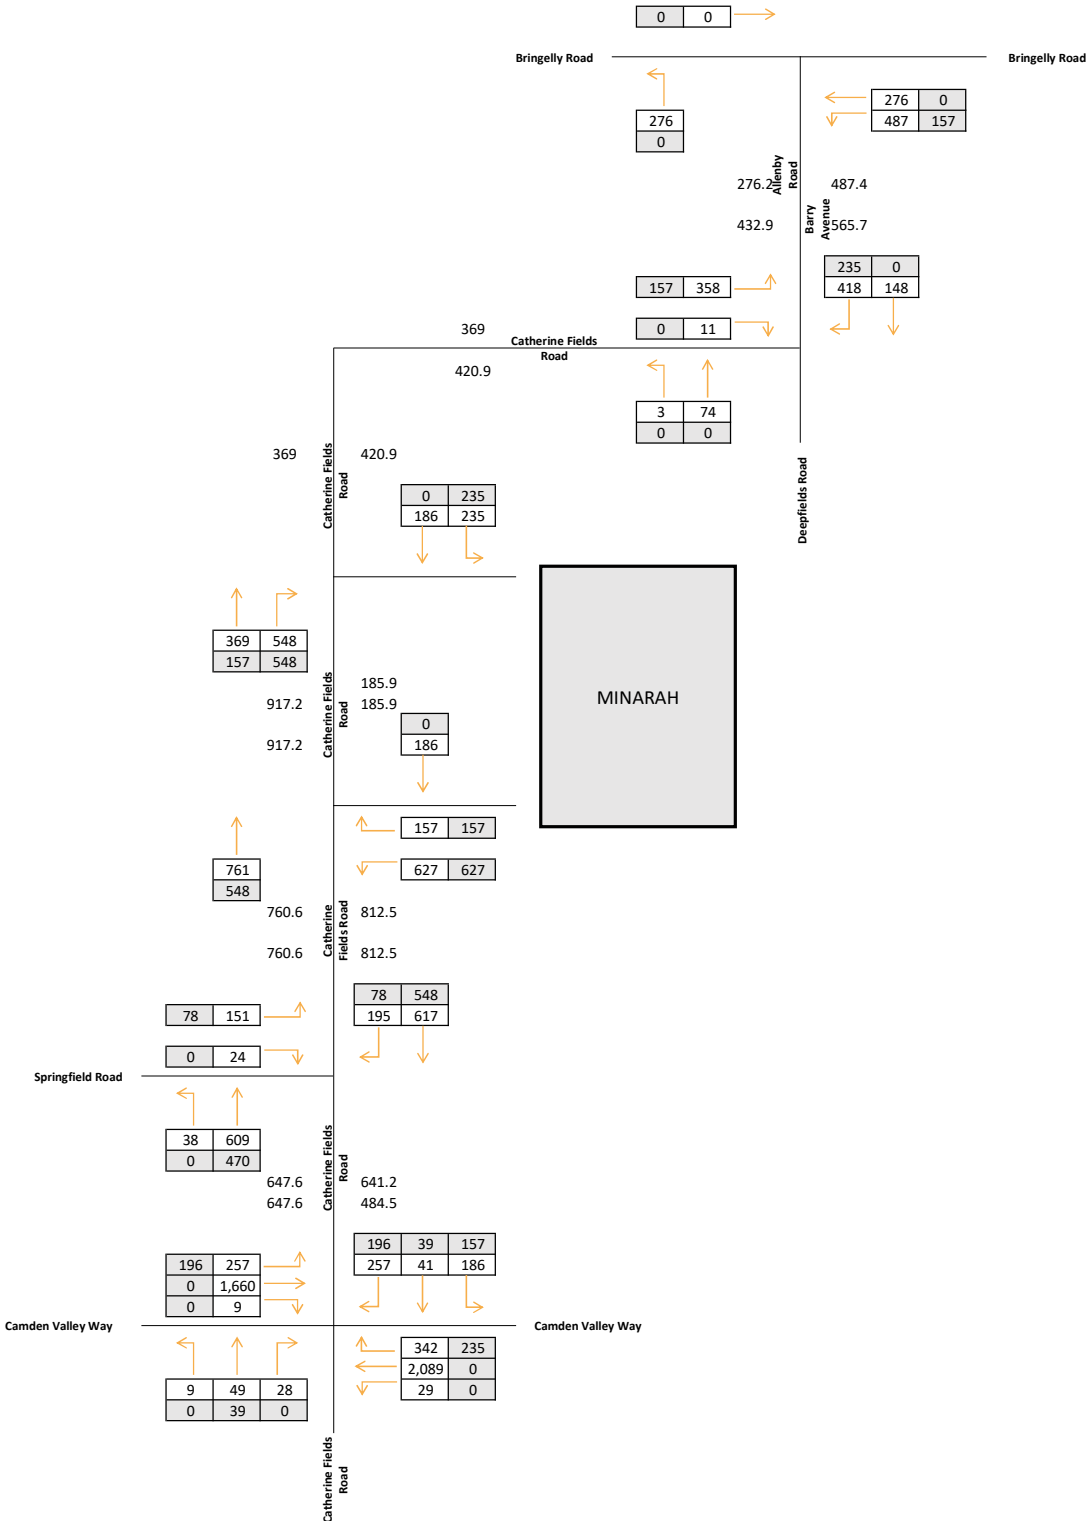 0 0
Bringelly Road
Bringelly Road
276
0
276 0
487 157
Allenby
Road
276.2
487.4
Barry
Avenue
432.9
565.7
235 0
418 148
157 358
0 11
369
Catherine Fields
Road
420.9
3 74
0 0
Deepfields Road
369
Catherine Fields
Road
420.9
0 235
186 235
369 548
157 548
MINARAH
185.9
917.2
Catherine Fields
Road
185.9
917.2
0
186
157 157
627 627
761
548
760.6
Catherine
Fields Road
812.5
760.6
812.5
78 548
195 617
78 151
0 24
Springfield Road
38 609
0 470
Catherine Fields
Road
647.6
641.2
647.6
484.5
196 39 157
257 41 186
196 257
0 1,660
0 9
Camden Valley Way
Camden Valley Way
342 235
2,089 0
29 0
9 49 28
0 39 0
Catherine Fields
Road